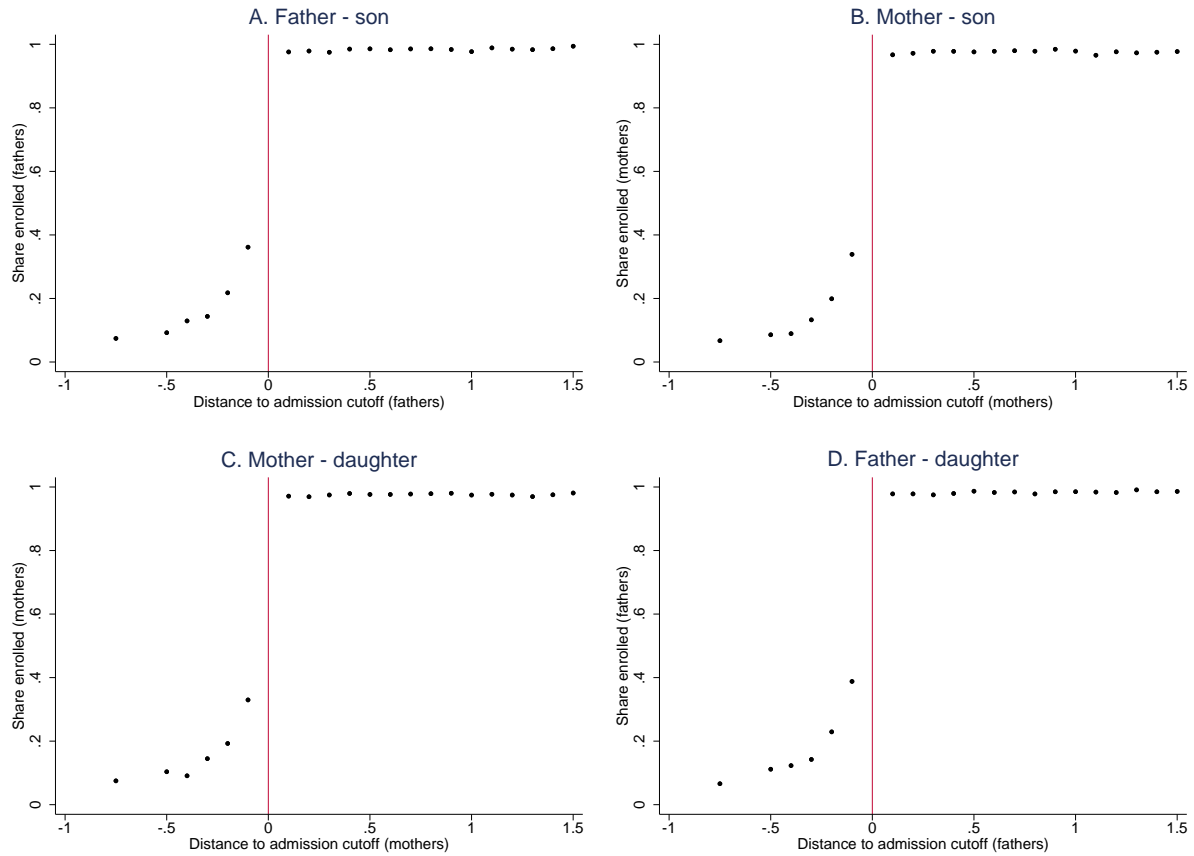 A. Father - son
Share enrolled (fathers)
1
.8
.6
.4
.2
0
-1 -.5 0 .5 1 1.5
Distance to admission cutoff (fathers)
B. Mother - son
Share enrolled (mothers)
1
.8
.6
.4
.2
0
-1 -.5 0 .5 1 1.5
Distance to admission cutoff (mothers)
C. Mother - daughter
Share enrolled (mothers)
1
.8
.6
.4
.2
0
-1 -.5 0 .5 1 1.5
Distance to admission cutoff (mothers)
D. Father - daughter
Share enrolled (fathers)
1
.8
.6
.4
.2
0
-1 -.5 0 .5 1 1.5
Distance to admission cutoff (fathers)